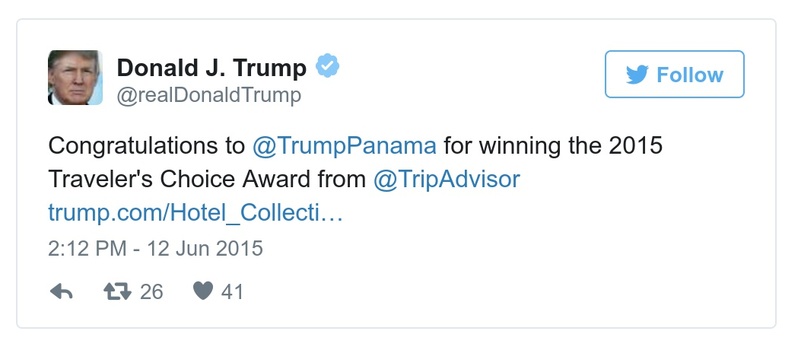 Donald J. Trump
@realDonaldTrump
Follow
Congratulations to @TrumpPanama for winning the 2015
Traveler's Choice Award from @TripAdvisor
trump.com/Hotel_Collecti…
2:12 PM - 12 Jun 2015
26 41